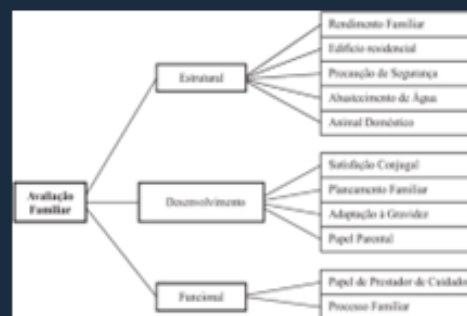 Rendimento Familiar
Edifício residencial
Precaução de Segurança
Abastecimento de Água
Animal Doméstico
Estrutural
Satisfação Conjugal
Planeamento Familiar
Adaptação à Gravidez
Papel Parental
Desenvolvimento
Avaliação
Familiar
Papel de Prestador de Cuidados
Processo Familiar
Funcional